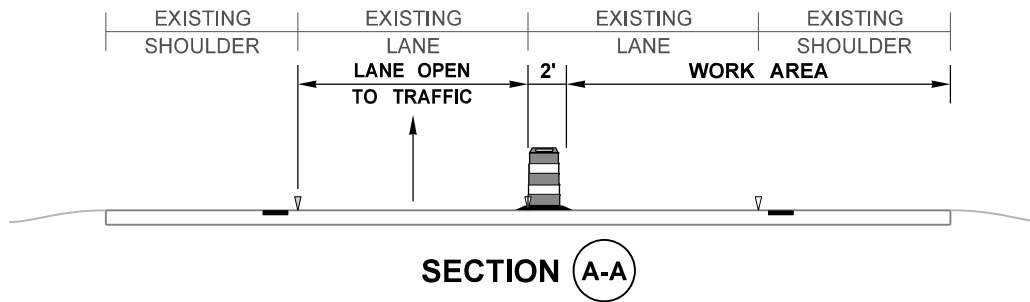 EXISTING SHOULDER
EXISTING LANE
EXISTING LANE
EXISTING SHOULDER
LANE OPEN TO TRAFFIC
2'
WORK AREA
SECTION A-A